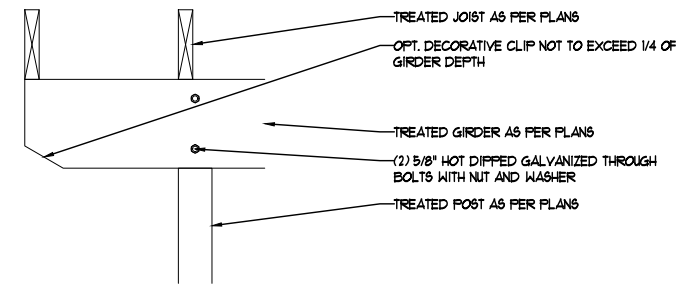 TREATED JOIST AS PER PLANS
OPT. DECORATIVE CLIP NOT TO EXCEED 1/4 OF
GIRDER DEPTH
TREATED GIRDER AS PER PLANS
(2) 5/8" HOT DIPPED GALVANIZED THROUGH
BOLTS WITH NUT AND WASHER
TREATED POST AS PER PLANS